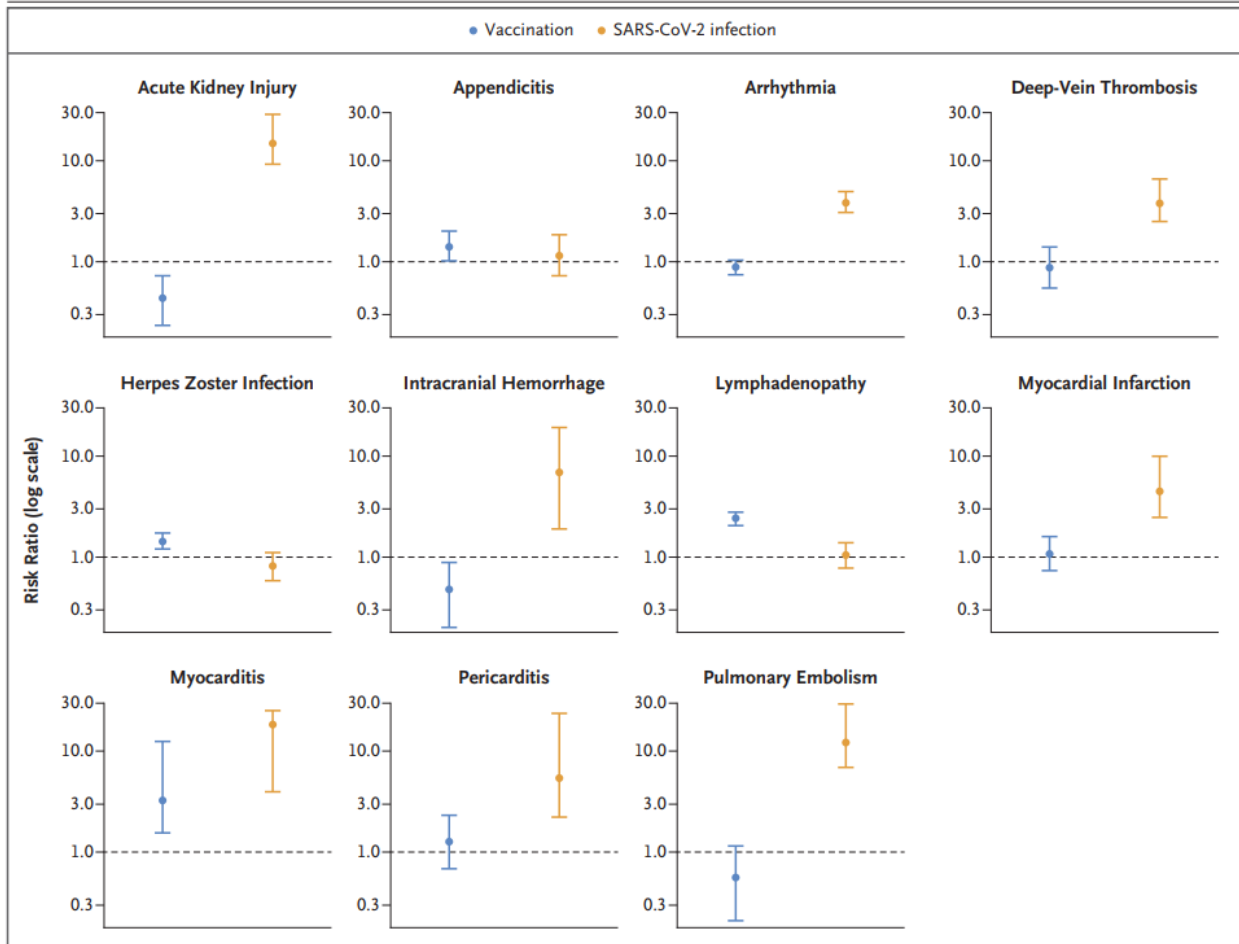 Vaccination SARS-CoV-2 infection
Acute Kidney Injury Appendicitis Arrhythmia Deep-Vein Thrombosis
30.0 30.0 30.0 30.0
10.0 10.0 10.0 10.0
3.0 3.0 3.0 3.0
1.0 1.0 1.0 1.0
0.3 0.3 0.3 0.3
Risk Ratio (log scale)
Herpes Zoster Infection Intracranial Hemorrhage Lymphadenopathy Myocardial Infarction
30.0 30.0 30.0 30.0
10.0 10.0 10.0 10.0
3.0 3.0 3.0 3.0
1.0 1.0 1.0 1.0
0.3 0.3 0.3 0.3
Myocarditis Pericarditis Pulmonary Embolism
30.0 30.0 30.0
10.0 10.0 10.0
3.0 3.0 3.0
1.0 1.0 1.0
0.3 0.3 0.3